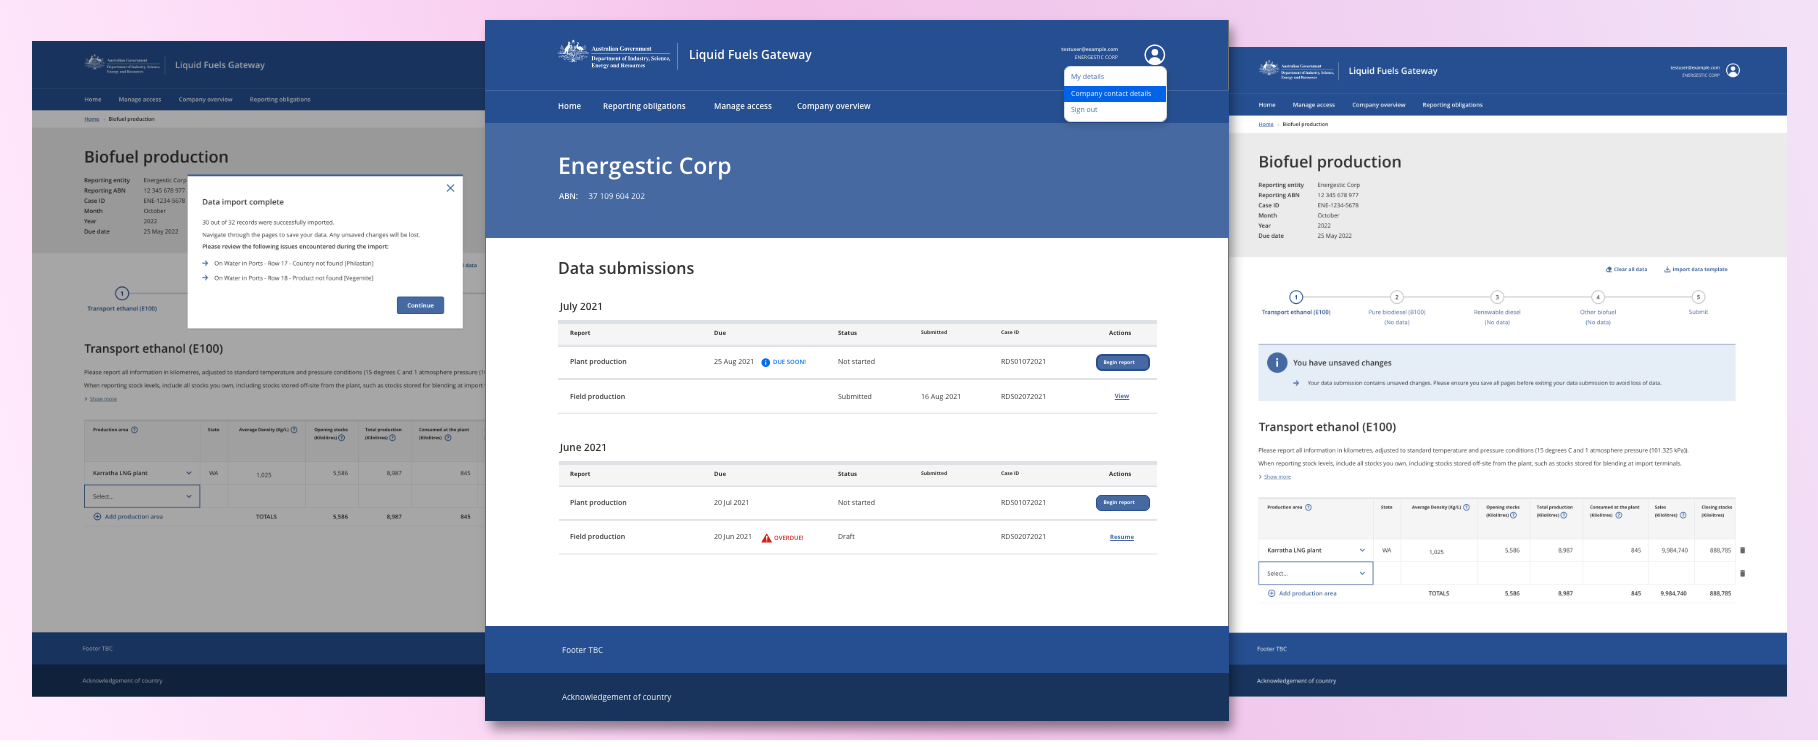 Australian Government
Department of Industry, Science,
Energy and Resources
Liquid Fuels Gateway
Home Manage access Company overview Reporting obligations
Home Biofuel production
Biofuel production
Reporting entity Energestic Corp
Reporting ABN 12 345 678 977
Case ID ENE-1234-5678
Month October
Year 2022
Due date 25 May 2022
Data import complete
30 out of 32 records were successfully imported.
Navigate through the pages to save your data. Any unsaved changes will be lost.
Please review the following issues encountered during the import:
On Water in Ports - Row 17 - Country not found [Philastan]
On Water in Ports - Row 18 - Product not found [Vegemite]
Continue
data
1
Transport ethanol (E100)
Transport ethanol (E100)
Please report all information in kilometres, adjusted to standard temperature and pressure conditions (15 degrees C and 1 atmosphere pressure
When reporting stock levels, include all stocks you own, including stocks stored off-site from the plant, such as stocks stored for blending at import
Show more
Production area State Average Density (Kg/L) Opening stocks (Kilolitres) Total production (Kilolitres) Consumed at the plant (Kilolitres)
Karratha LNG plant WA 1,025 5,586 8,987 845
Select...
Add production area TOTALS 5,586 8,987 845
Footer TBC
Acknowledgement of country
Australian Government
Department of Industry, Science,
Energy and Resources
Liquid Fuels Gateway
testuser@example.com
ENERGESTIC CORP
My details
Company contact details
Sign out
Home Reporting obligations Manage access Company overview
Energestic Corp
ABN: 37 109 604 202
Data submissions
July 2021
Report Due Status Submitted Case ID Actions
Plant production 25 Aug 2021 DUE SOON! Not started RDS01072021 Begin report
Field production Submitted 16 Aug 2021 RDS02072021 View
June 2021
Report Due Status Submitted Case ID Actions
Plant production 20 Jul 2021 Not started RDS01072021 Begin report
Field production 20 Jun 2021 OVERDUE! Draft RDS02072021 Resume
Footer TBC
Acknowledgement of country
Australian Government
Department of Industry, Science,
Energy and Resources
Liquid Fuels Gateway
testuser@example.com
ENERGESTIC CORP
Home Manage access Company overview Reporting obligations
Home Biofuel production
Biofuel production
Reporting entity Energestic Corp
Reporting ABN 12 345 678 977
Case ID ENE-1234-5678
Month October
Year 2022
Due date 25 May 2022
Clear all data Import data template
1 2 3 4 5
Transport ethanol (E100) Pure biodiesel (B100) Renewable diesel Other biofuel Submit
(No data) (No data) (No data)
You have unsaved changes
Your data submission contains unsaved changes. Please ensure you save all pages before exiting your data submission to avoid loss of data.
Transport ethanol (E100)
Please report all information in kilometres, adjusted to standard temperature and pressure conditions (15 degrees C and 1 atmosphere pressure (101.325 kPa)).
When reporting stock levels, include all stocks you own, including stocks stored off-site from the plant, such as stocks stored for blending at import terminals.
Show more
Production area State Average Density (Kg/L) Opening stocks (Kilolitres) Total production (Kilolitres) Consumed at the plant (Kilolitres) Sales (Kilolitres) Closing stocks (Kilolitres)
Karratha LNG plant WA 1,025 5,586 8,987 845 9,984,740 888,785
Select...
Add production area TOTALS 5,586 8,987 845 9,984,740 888,785
Footer TBC
Acknowledgement of country